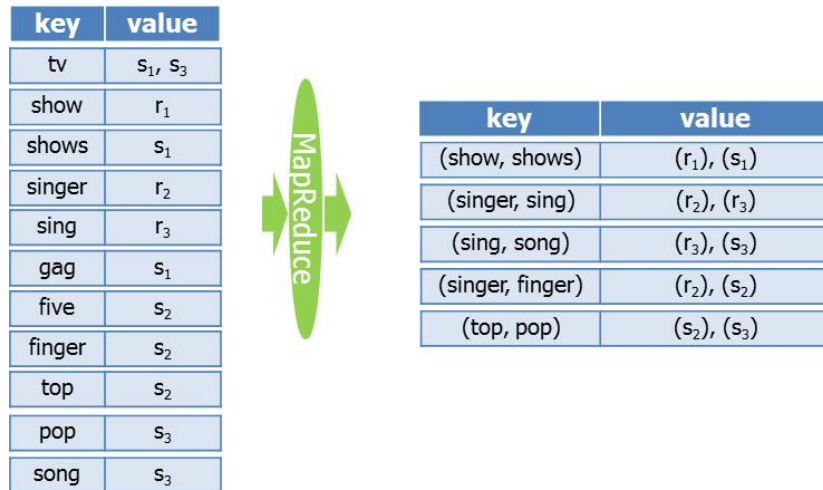 key value
tv s₁, s₃
show r₁
shows s₁
singer r₂
sing r₃
gag s₁
five s₂
finger s₂
top s₂
pop s₃
song s₃
MapReduce
key value
(show, shows) (r₁), (s₁)
(singer, sing) (r₂), (r₃)
(sing, song) (r₃), (s₃)
(singer, finger) (r₂), (s₂)
(top, pop) (s₂), (s₃)